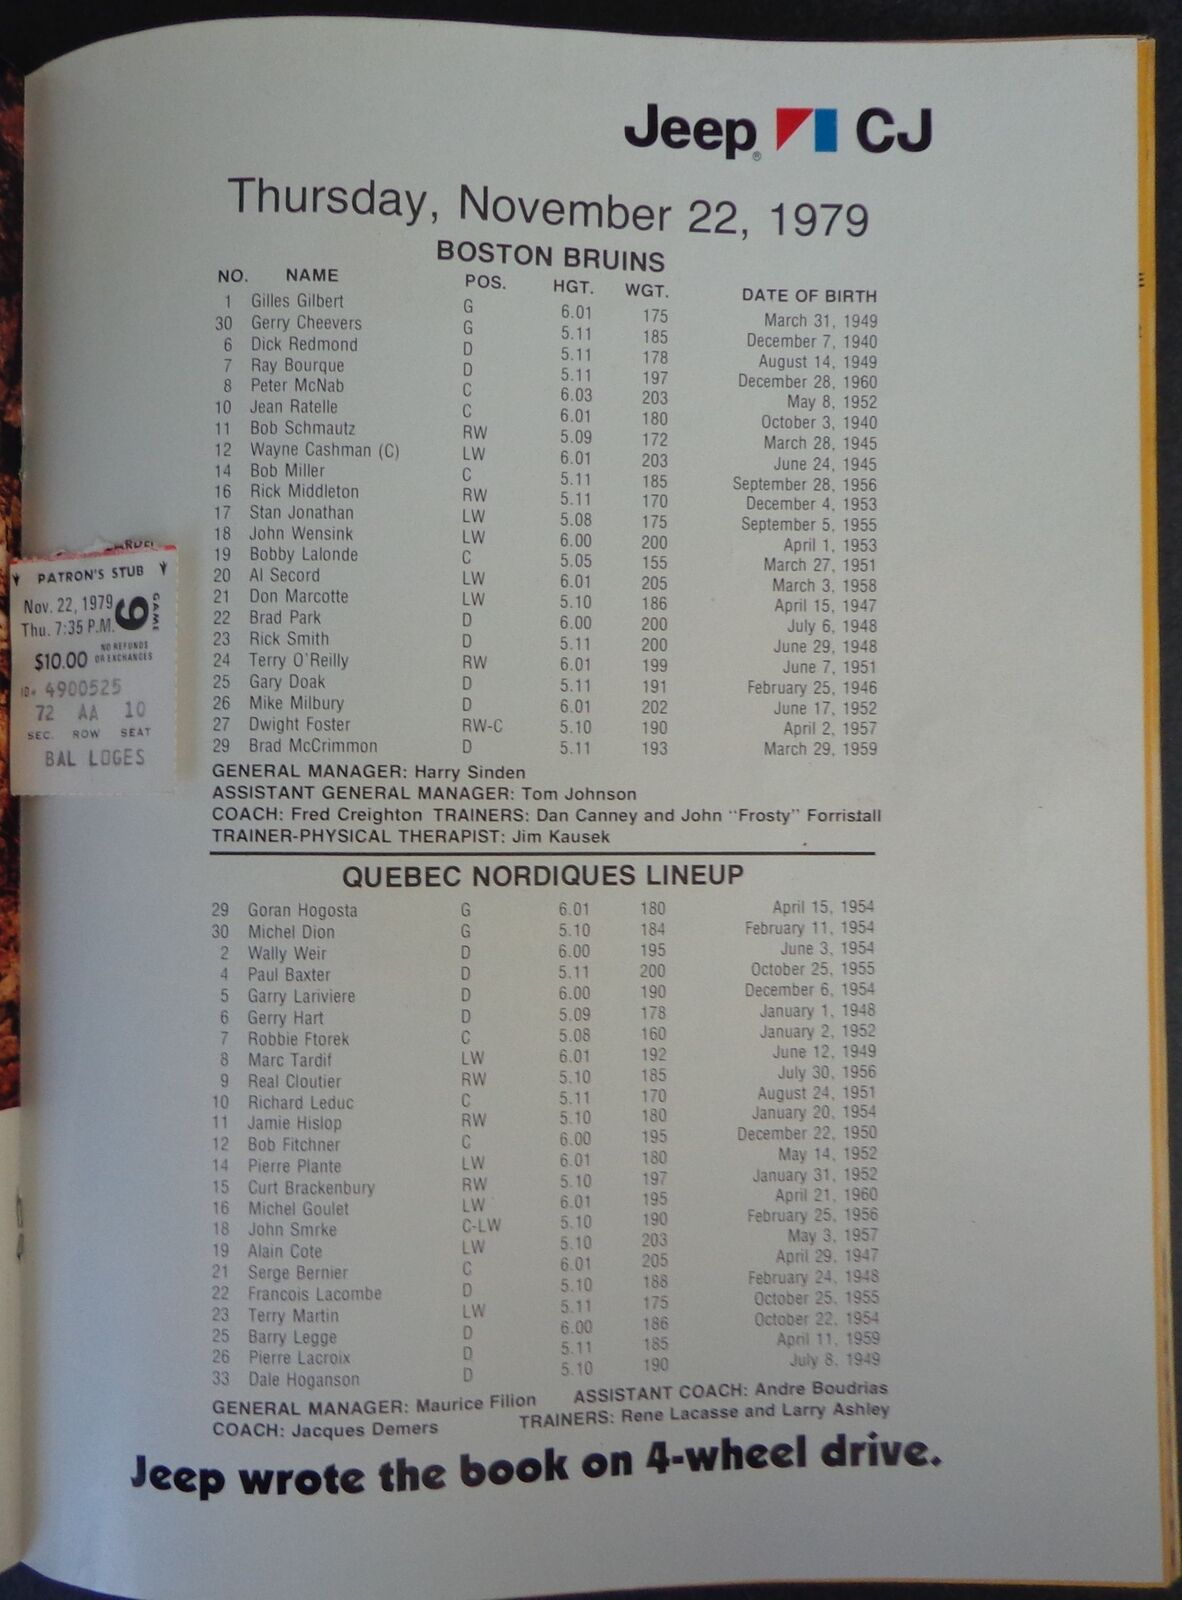 Jeep® CJ
Thursday, November 22, 1979
BOSTON BRUINS
NO. NAME POS. HGT. WGT. DATE OF BIRTH
1 Gilles Gilbert G 6.01 175 March 31, 1949
30 Gerry Cheevers G 5.11 185 December 7, 1940
6 Dick Redmond D 5.11 178 August 14, 1949
7 Ray Bourque D 5.11 197 December 28, 1960
8 Peter McNab C 6.03 203 May 8, 1952
10 Jean Ratelle C 6.01 180 October 3, 1940
11 Bob Schmautz RW 5.09 172 March 28, 1945
12 Wayne Cashman (C) LW 6.01 203 June 24, 1945
14 Bob Miller C 5.11 185 September 28, 1956
16 Rick Middleton RW 5.11 170 December 4, 1953
17 Stan Jonathan LW 5.08 175 September 5, 1955
18 John Wensink LW 6.00 200 April 1, 1953
19 Bobby Lalonde C 5.05 155 March 27, 1951
20 Al Secord LW 6.01 205 March 3, 1958
21 Don Marcotte LW 5.10 186 April 15, 1947
22 Brad Park D 6.00 200 July 6, 1948
23 Rick Smith D 5.11 200 June 29, 1948
24 Terry O'Reilly RW 6.01 199 June 7, 1951
25 Gary Doak D 5.11 191 February 25, 1946
26 Mike Milbury D 6.01 202 June 17, 1952
27 Dwight Foster RW-C 5.10 190 April 2, 1957
29 Brad McCrimmon D 5.11 193 March 29, 1959
GENERAL MANAGER: Harry Sinden
ASSISTANT GENERAL MANAGER: Tom Johnson
COACH: Fred Creighton TRAINERS: Dan Canney and John "Frosty" Forristall
TRAINER-PHYSICAL THERAPIST: Jim Kausek
QUEBEC NORDIQUES LINEUP
29 Goran Hogosta G 6.01 180 April 15, 1954
30 Michel Dion G 5.10 184 February 11, 1954
2 Wally Weir D 6.00 195 June 3, 1954
4 Paul Baxter D 5.11 200 October 25, 1955
5 Garry Lariviere D 6.00 190 December 6, 1954
6 Gerry Hart D 5.09 178 January 1, 1948
7 Robbie Ftorek C 5.08 160 January 2, 1952
8 Marc Tardif LW 6.01 192 June 12, 1949
9 Real Cloutier RW 5.10 185 July 30, 1956
10 Richard Leduc C 5.11 170 August 24, 1951
11 Jamie Hislop RW 5.10 180 January 20, 1954
12 Bob Fitchner C 6.00 195 December 22, 1950
14 Pierre Plante LW 6.01 180 May 14, 1952
15 Curt Brackenbury RW 5.10 197 January 31, 1952
16 Michel Goulet LW 6.01 195 April 21, 1960
18 John Smrke C-LW 5.10 190 February 25, 1956
19 Alain Cote LW 5.10 203 May 3, 1957
21 Serge Bernier C 6.01 205 April 29, 1947
22 Francois Lacombe D 5.10 188 February 24, 1948
23 Terry Martin LW 5.11 175 October 25, 1955
25 Barry Legge D 6.00 186 October 22, 1954
26 Pierre Lacroix D 5.11 185 April 11, 1959
33 Dale Hoganson D 5.10 190 July 8, 1949
GENERAL MANAGER: Maurice Filion ASSISTANT COACH: Andre Boudrias
COACH: Jacques Demers TRAINERS: Rene Lacasse and Larry Ashley
Jeep wrote the book on 4-wheel drive.
PATRON'S STUB
Nov. 22, 1979
Thu. 7:35 P.M.
GAME
$10.00 NO REFUNDS
OR EXCHANGES
ID# 4900525
72 AA 10
SEC. ROW SEAT
BAL LOGES